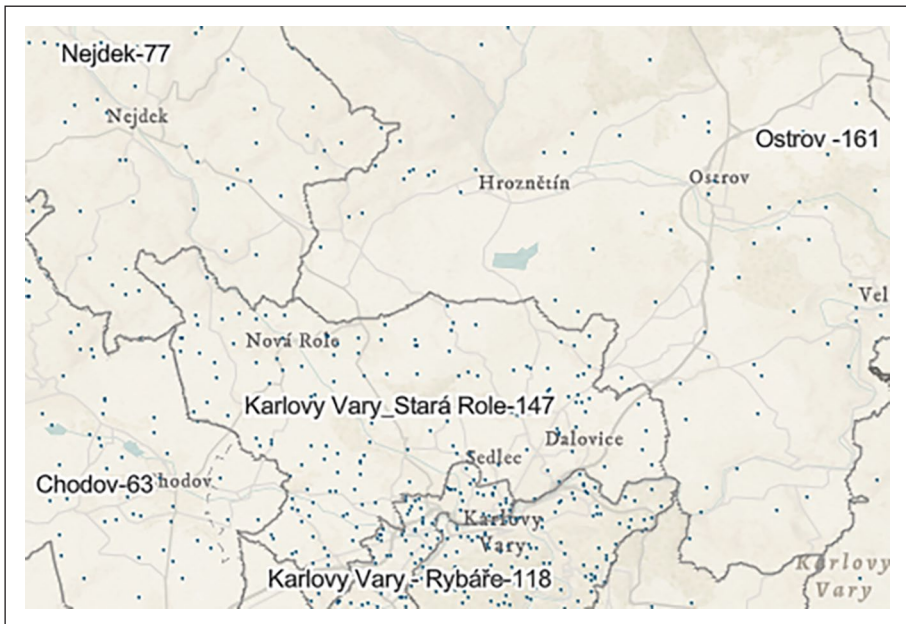 Nejdek-77
Nejdek
Ostrov -161
Hroznětín
Ostrov
Vel
Nová Role
Karlovy Vary_Stará Role-147
Dalovice
Sedlec
Chodov-63
hodov
Karlovy
Vary
Karlovy Vary - Rybáře-118
Karlovy
Vary